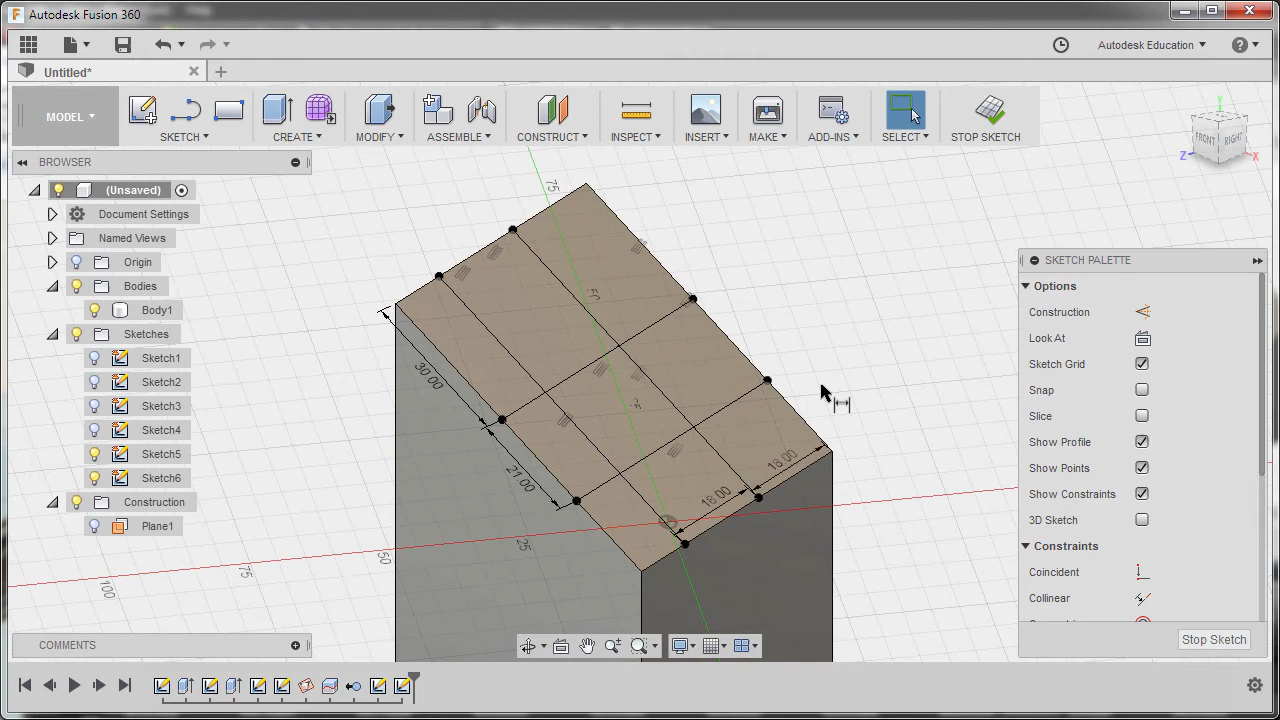 Autodesk Fusion 360
Autodesk Education
Untitled*
MODEL
SKETCH
CREATE
MODIFY
ASSEMBLE
CONSTRUCT
INSPECT
INSERT
MAKE
ADD-INS
SELECT
STOP SKETCH
FRONT
RIGHT
Y
Z
X
BROWSER
(Unsaved)
Document Settings
Named Views
Origin
Bodies
Body1
Sketches
Sketch1
Sketch2
Sketch3
Sketch4
Sketch5
Sketch6
Construction
Plane1
75
50
25
30.00
21.00
18.00
18.00
25
50
75
100
SKETCH PALETTE
Options
Construction
Look At
Sketch Grid
Snap
Slice
Show Profile
Show Points
Show Constraints
3D Sketch
Constraints
Coincident
Collinear
Stop Sketch
COMMENTS